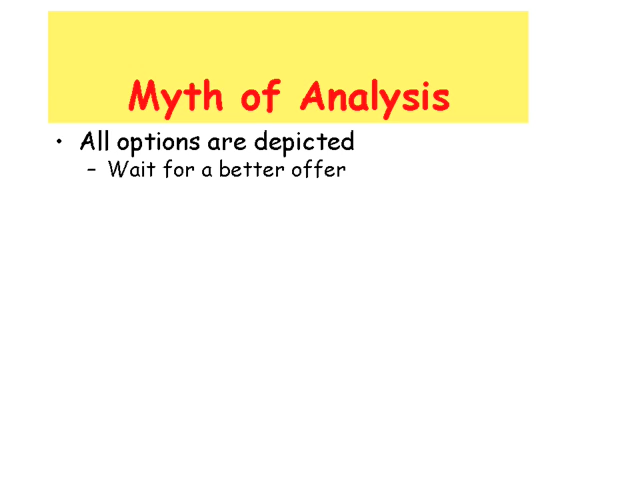 Myth of Analysis
• All options are depicted
– Wait for a better offer